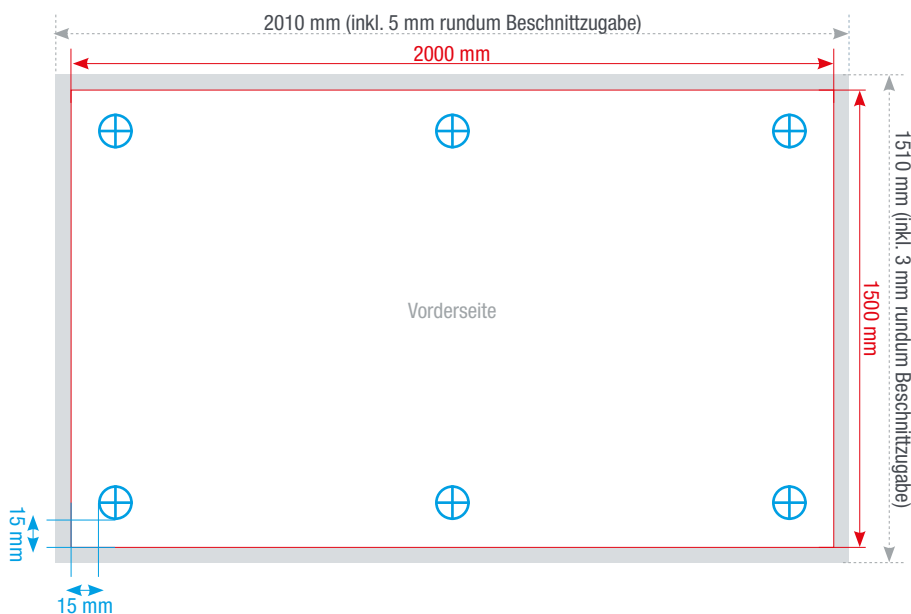 2010 mm (inkl. 5 mm rundum Beschnittzugabe)
2000 mm
1510 mm (inkl. 3 mm rundum Beschnittzugabe)
1500 mm
Vorderseite
15 mm
15 mm